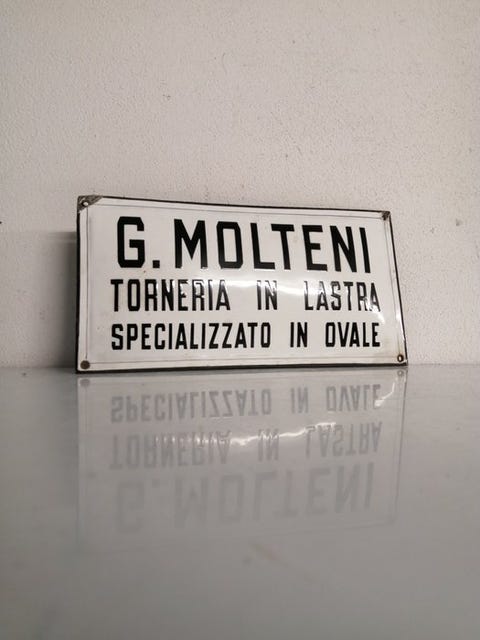 G. MOLTENI
TORNERIA IN LASTRA
SPECIALIZZATO IN OVALE